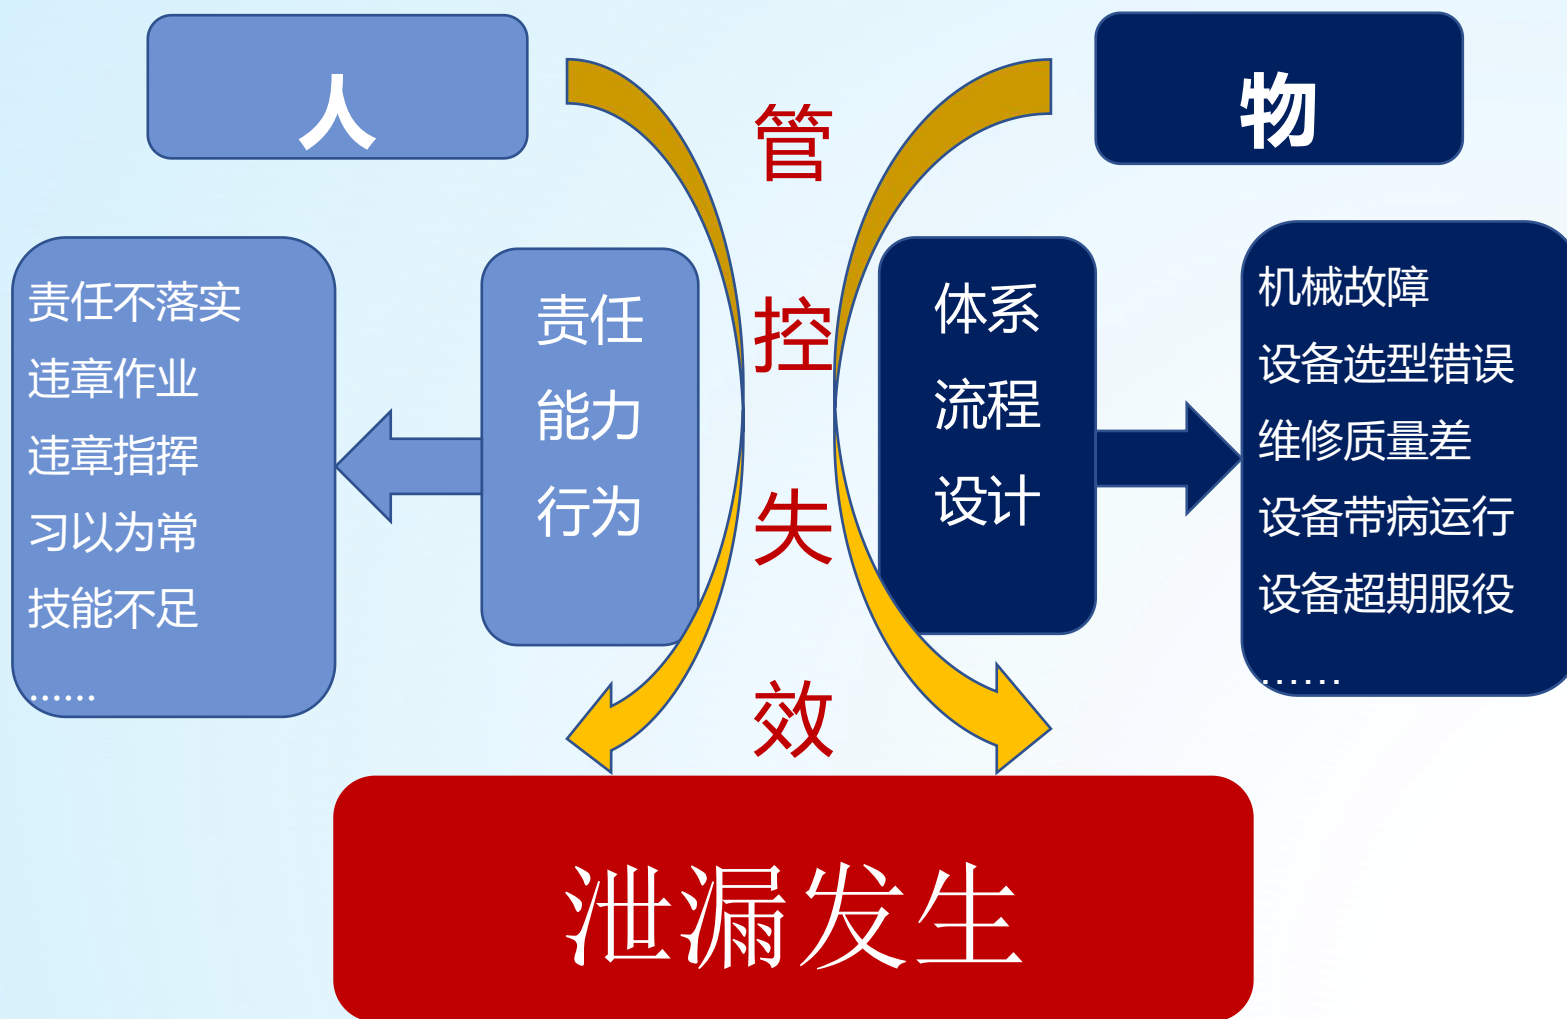 人
物
管
控
失
效
责任不落实
违章作业
违章指挥
习以为常
技能不足
……
责任
能力
行为
体系
流程
设计
机械故障
设备选型错误
维修质量差
设备带病运行
设备超期服役
……
泄漏发生